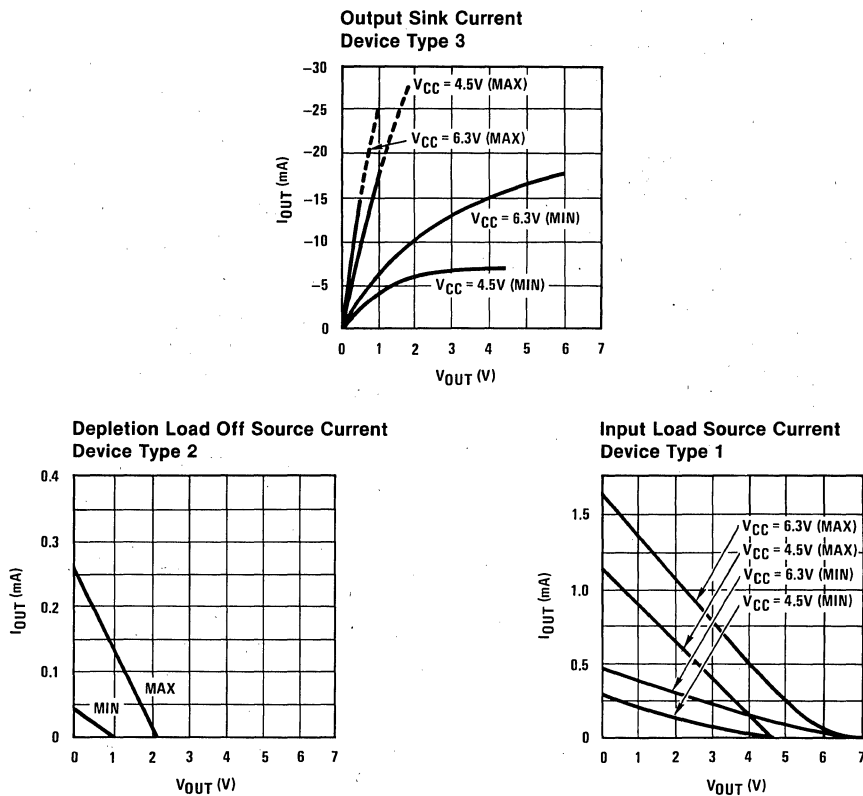 Output Sink Current
Device Type 3
−30
−25
−20
−15
−10
−5
0
IOUT (mA)
VCC = 4.5V (MAX)
VCC = 6.3V (MAX)
VCC = 6.3V (MIN)
VCC = 4.5V (MIN)
0 1 2 3 4 5 6 7
VOUT (V)
Depletion Load Off Source Current
Device Type 2
0.4
0.3
0.2
0.1
0
IOUT (mA)
MAX
MIN
0 1 2 3 4 5 6 7
VOUT (V)
Input Load Source Current
Device Type 1
1.5
1.0
0.5
0
IOUT (mA)
VCC = 6.3V (MAX)
VCC = 4.5V (MAX)
VCC = 6.3V (MIN)
VCC = 4.5V (MIN)
0 1 2 3 4 5 6 7
VOUT (V)